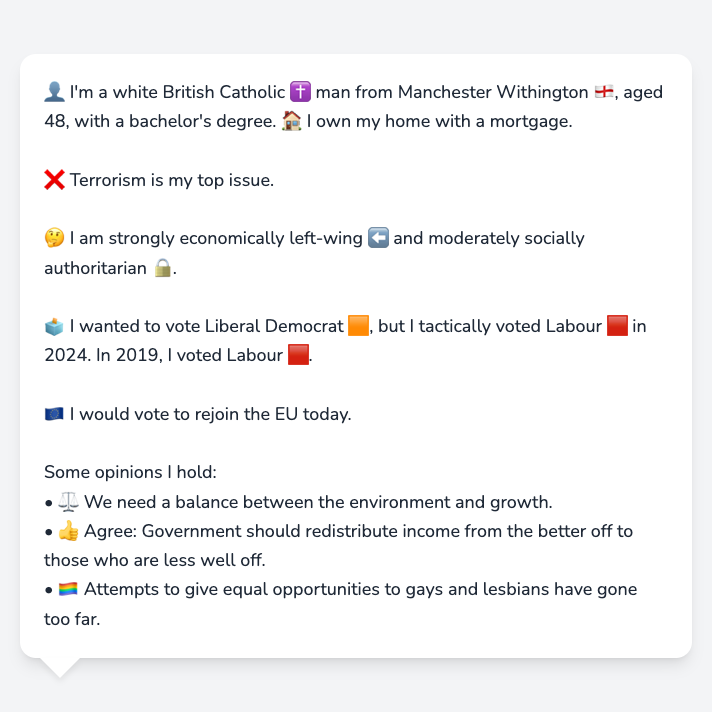 👤 I'm a white British Catholic ✝️ man from Manchester Withington 🏴󠁧󠁢󠁥󠁮󠁧󠁿, aged
48, with a bachelor's degree. 🏠 I own my home with a mortgage.
❌ Terrorism is my top issue.
🤔 I am strongly economically left-wing ⬅️ and moderately socially
authoritarian 🔒.
🗳️ I wanted to vote Liberal Democrat 🟧, but I tactically voted Labour 🟥 in
2024. In 2019, I voted Labour 🟥.
🇪🇺 I would vote to rejoin the EU today.
Some opinions I hold:
• ⚖️ We need a balance between the environment and growth.
• 👍 Agree: Government should redistribute income from the better off to
those who are less well off.
• 🏳️‍🌈 Attempts to give equal opportunities to gays and lesbians have gone
too far.